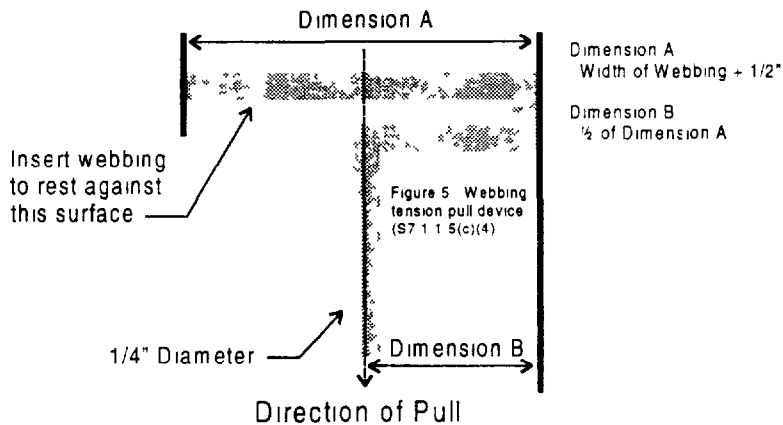 Dimension A
Dimension A
Width of Webbing + 1/2"
Dimension B
½ of Dimension A
Insert webbing
to rest against
this surface
Figure 5 Webbing
tension pull device
(S7 1 1 5(c)(4)
1/4" Diameter
Dimension B
Direction of Pull